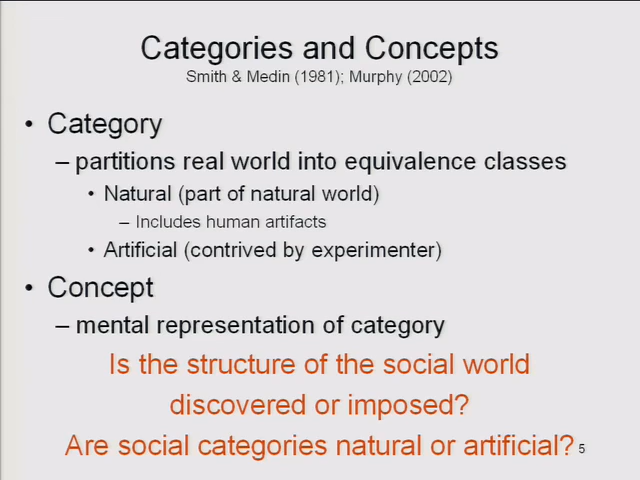 Categories and Concepts
Smith & Medin (1981); Murphy (2002)
• Category
– partitions real world into equivalence classes
• Natural (part of natural world)
– Includes human artifacts
• Artificial (contrived by experimenter)
• Concept
– mental representation of category
Is the structure of the social world
discovered or imposed?
Are social categories natural or artificial?
5